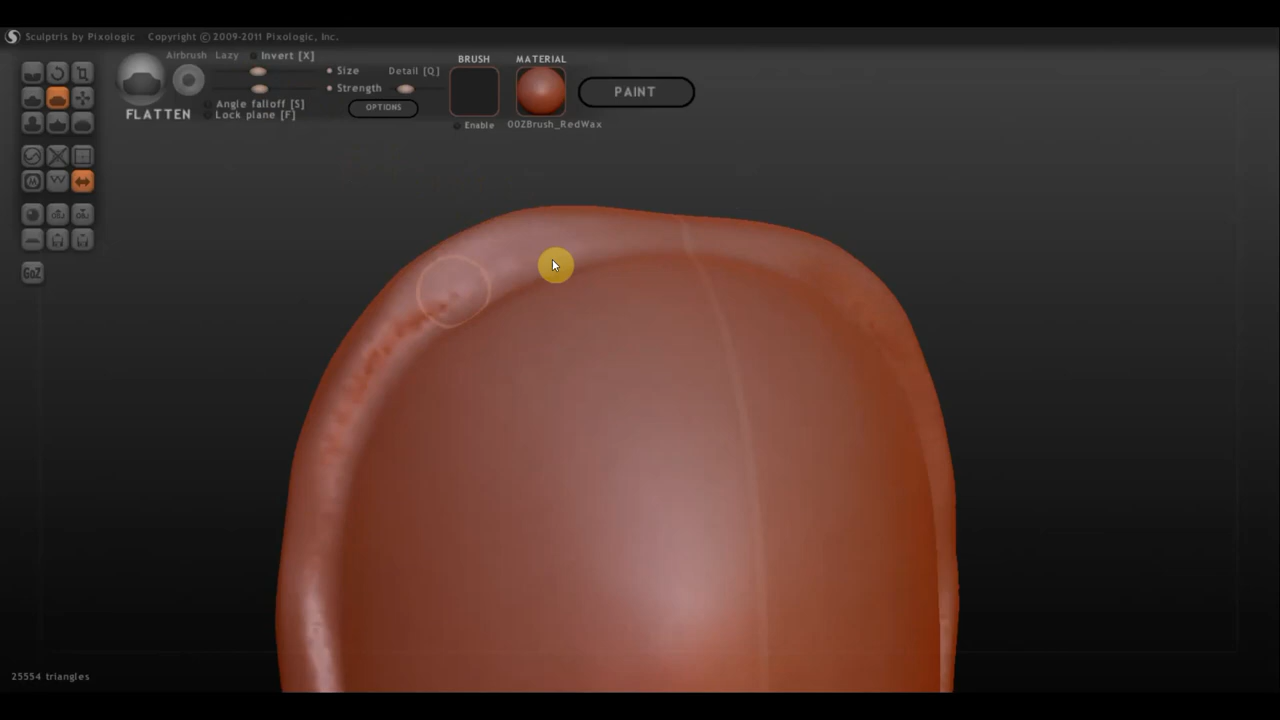 Sculptris by Pixologic Copyright © 2009-2011 Pixologic, Inc.
Airbrush Lazy Invert [X]
Size Detail [Q]
Strength
Angle falloff [S]
Lock plane [F]
OPTIONS
FLATTEN
BRUSH
Enable
MATERIAL
00ZBrush_RedWax
PAINT
GoZ
25554 triangles